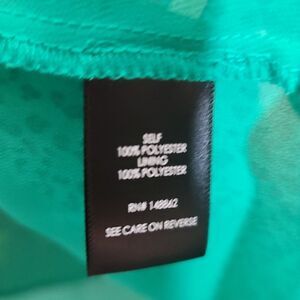 SELF
100% POLYESTER
LINING
100% POLYESTER
RN# 148862
SEE CARE ON REVERSE